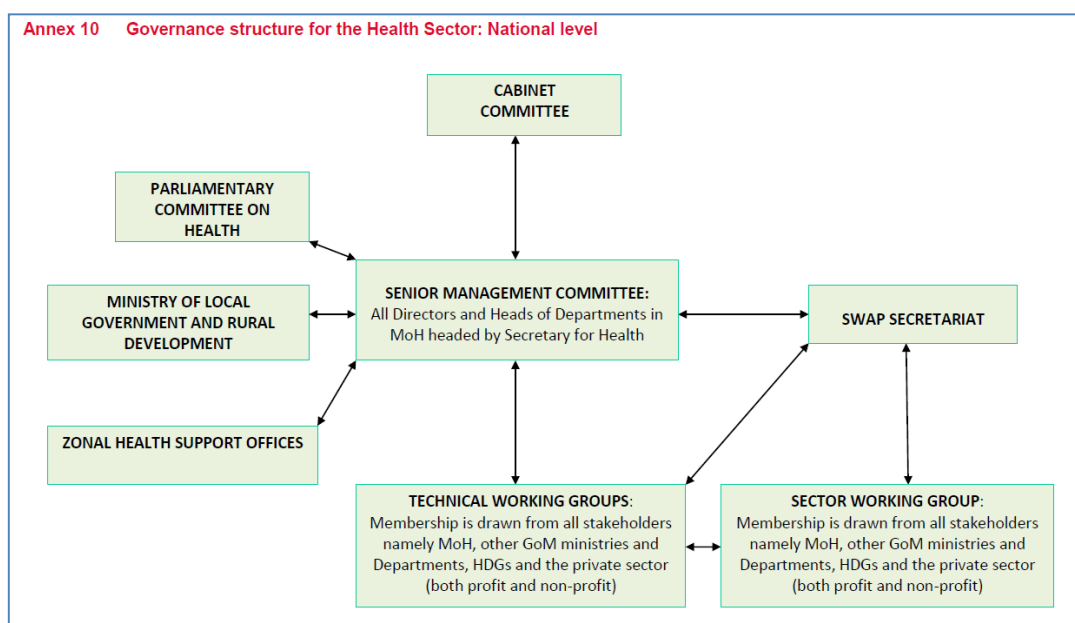 Annex 10 Governance structure for the Health Sector: National level
CABINET
COMMITTEE
PARLIAMENTARY
COMMITTEE ON
HEALTH
MINISTRY OF LOCAL
GOVERNMENT AND RURAL
DEVELOPMENT
SENIOR MANAGEMENT COMMITTEE:
All Directors and Heads of Departments in
MoH headed by Secretary for Health
SWAP SECRETARIAT
ZONAL HEALTH SUPPORT OFFICES
TECHNICAL WORKING GROUPS:
Membership is drawn from all stakeholders
namely MoH, other GoM ministries and
Departments, HDGs and the private sector
(both profit and non-profit)
SECTOR WORKING GROUP:
Membership is drawn from all stakeholders
namely MoH, other GoM ministries and
Departments, HDGs and the private sector
(both profit and non-profit)